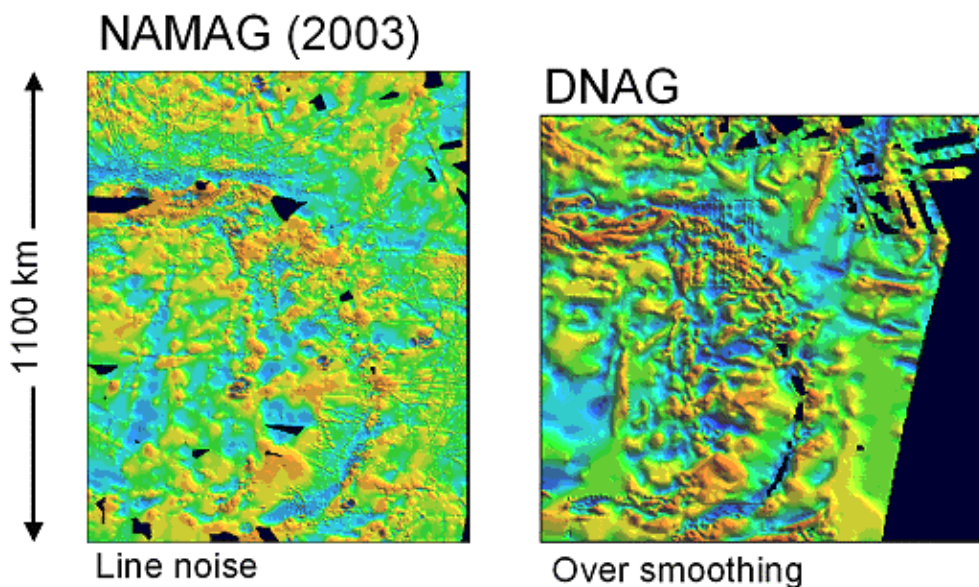 NAMAG (2003)
DNAG
1100 km
Line noise
Over smoothing